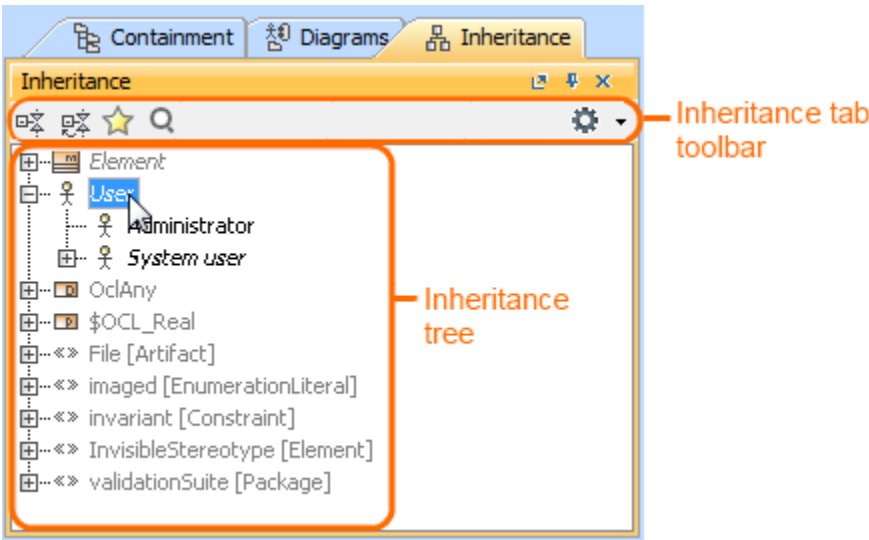 Containment Diagrams Inheritance
Inheritance
Inheritance tab
toolbar
Element
User
Administrator
System user
OclAny
$OCL_Real
Inheritance
tree
File [Artifact]
«» imaged [EnumerationLiteral]
«» invariant [Constraint]
«» InvisibleStereotype [Element]
«» validationSuite [Package]